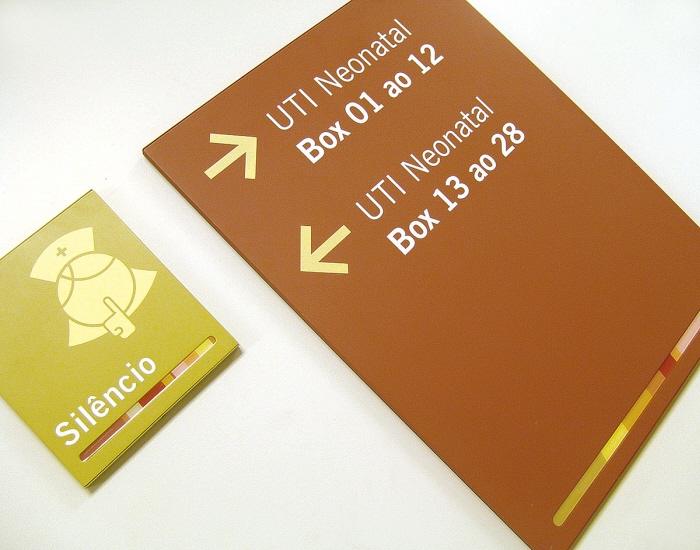 UTI Neonatal
Box 01 ao 12
UTI Neonatal
Box 13 ao 28
Silêncio